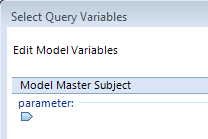 Select Query Variables
Edit Model Variables
Model Master Subject
parameter: